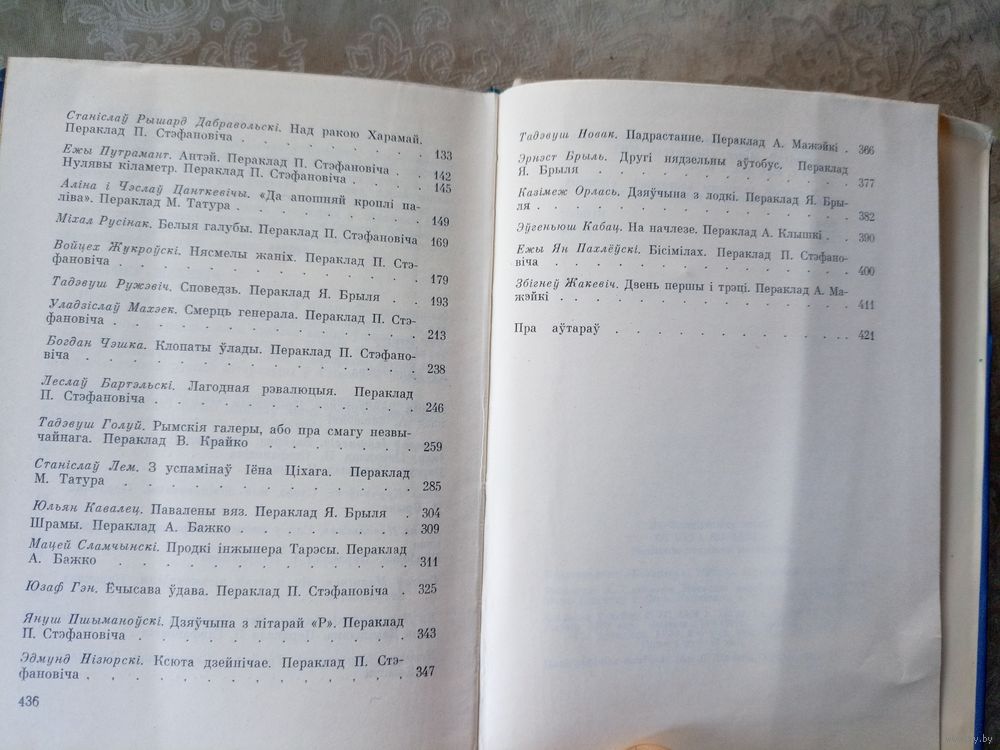 Станіслаў Рышард Дабравольскі. Над ракою Харамай.
Пераклад П. Стэфановіча . . . . . . . 133
Ежы Путрамант. Антэй. Пераклад П. Стэфановіча . 142
Нулявы кіламетр. Пераклад П. Стэфановіча . . . 145
Аліна і Чэслаў Цанткевічы. «Да апошняй кроплі па-
ліва». Пераклад М. Татура . . . . . . . 149
Міхал Русінак. Белыя галубы. Пераклад П. Стэфановіча 169
Войцех Жукроўскі. Нясмелы жаніх. Пераклад П. Стэ-
фановіча . . . . . . . . . . . 179
Тадэвуш Ружэвіч. Споведзь. Пераклад Я. Брыля . . 193
Уладзіслаў Махэек. Смерць генерала. Пераклад П. Стэ-
фановіча . . . . . . . . . . . 213
Богдан Чэшка. Клопаты ўлады. Пераклад П. Стэфано-
віча . . . . . . . . . . . . 238
Леслаў Бартэльскі. Лагодная рэвалюцыя. Пераклад
П. Стэфановіча . . . . . . . . . 246
Тадэвуш Голуй. Рымскія галеры, або пра смагу незвы-
чайнага. Пераклад В. Крайко . . . . . . 259
Станіслаў Лем. З успамінаў Іёна Ціхага. Пераклад
М. Татура . . . . . . . . . . . 285
Юльян Кавалец. Павалены вяз. Пераклад Я. Брыля . 304
Шрамы. Пераклад А. Бажко . . . . . . . 309
Мацей Сламчынскі. Продкі інжынера Тарэсы. Пераклад
А. Бажко . . . . . . . . . . . 311
Юзаф Гэн. Ёчысава ўдава. Пераклад П. Стэфановіча . 325
Януш Пшыманоўскі. Дзяўчына з літарай «Р». Пераклад
П. Стэфановіча . . . . . . . . . . 343
Эдмунд Нізюрскі. Ксюта дзейнічае. Пераклад П. Стэ-
фановіча . . . . . . . . . . . 347
436
Тадэвуш Новак. Падрастанне. Пераклад А. Мажэйкі . 366
Эрнэст Брыль. Другі нядзельны аўтобус. Пераклад
Я. Брыля . . . . . . . . . . . 377
Казімеж Орлась. Дзяўчына з лодкі. Пераклад Я. Бры-
ля . . . . . . . . . . . . . 382
Эўгеньюш Кабац. На начлезе. Пераклад А. Клышкі . . 390
Ежы Ян Пахлёўскі. Бісімілах. Пераклад П. Стэфано-
віча . . . . . . . . . . . . 400
Збігнеў Жакевіч. Двень першы і трэці. Пераклад А. Ма-
жэйкі . . . . . . . . . . . . 411
Пра аўтараў . . . . . . . . . . 421